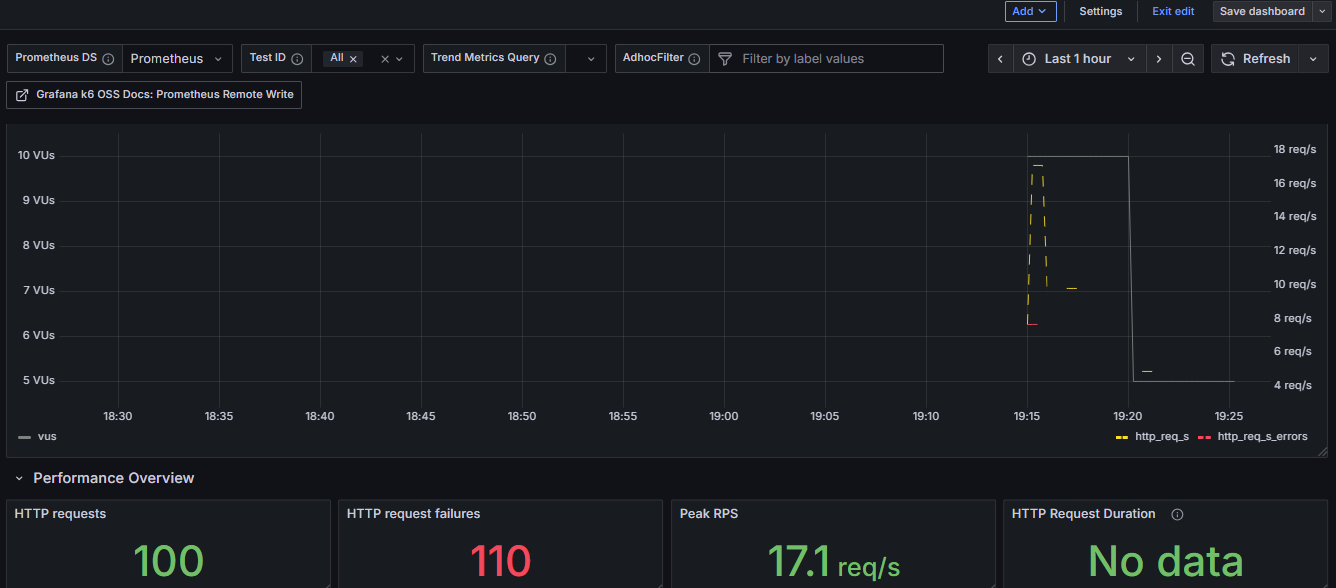 Add Settings Exit edit Save dashboard
Prometheus DS Prometheus Test ID All Trend Metrics Query AdhocFilter Filter by label values Last 1 hour Refresh
Grafana k6 OSS Docs: Prometheus Remote Write
10 VUs 18 req/s
9 VUs 16 req/s
8 VUs 14 req/s
7 VUs 12 req/s
6 VUs 10 req/s
5 VUs 8 req/s
6 req/s
4 req/s
18:30 18:35 18:40 18:45 18:50 18:55 19:00 19:05 19:10 19:15 19:20 19:25
vus http_req_s http_req_s_errors
Performance Overview
HTTP requests HTTP request failures Peak RPS HTTP Request Duration
100 110 17.1 req/s No data